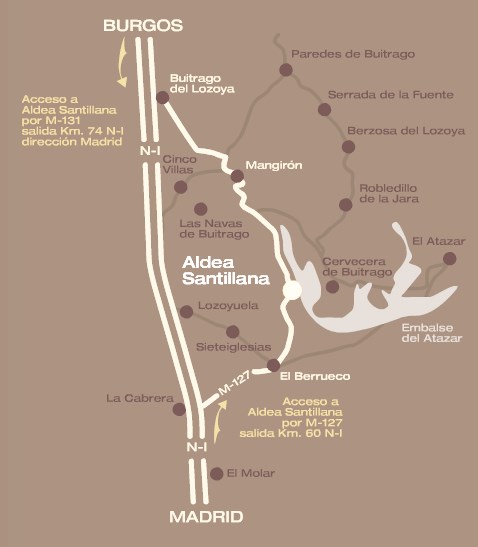 BURGOS
Paredes de Buitrago
Buitrago
del Lozoya
Serrada de la Fuente
Acceso a
Aldea Santillana
por M-131
salida Km. 74 N-I
dirección Madrid
Berzosa del Lozoya
N-I
Cinco
Villas
Mangirón
Robledillo
de la Jara
Las Navas
de Buitrago
El Atazar
Aldea
Santillana
Cervecera
de Buitrago
Lozoyuela
Embalse
del Atazar
Sieteiglesias
El Berrueco
M-127
La Cabrera
Acceso a
Aldea Santillana
por M-127
salida Km. 60 N-I
N-I
El Molar
MADRID